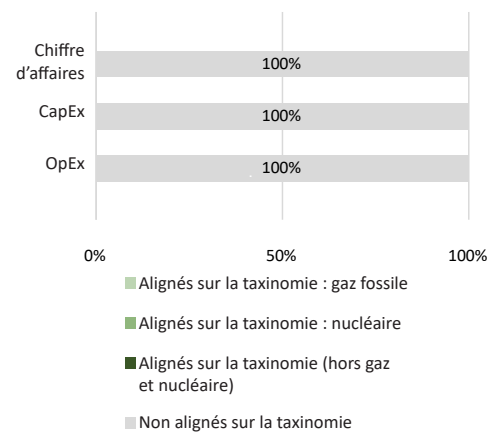 Chiffre
d’affaires
100%
CapEx
100%
OpEx
100%
0%
50%
100%
Alignés sur la taxinomie : gaz fossile
Alignés sur la taxinomie : nucléaire
Alignés sur la taxinomie (hors gaz
et nucléaire)
Non alignés sur la taxinomie